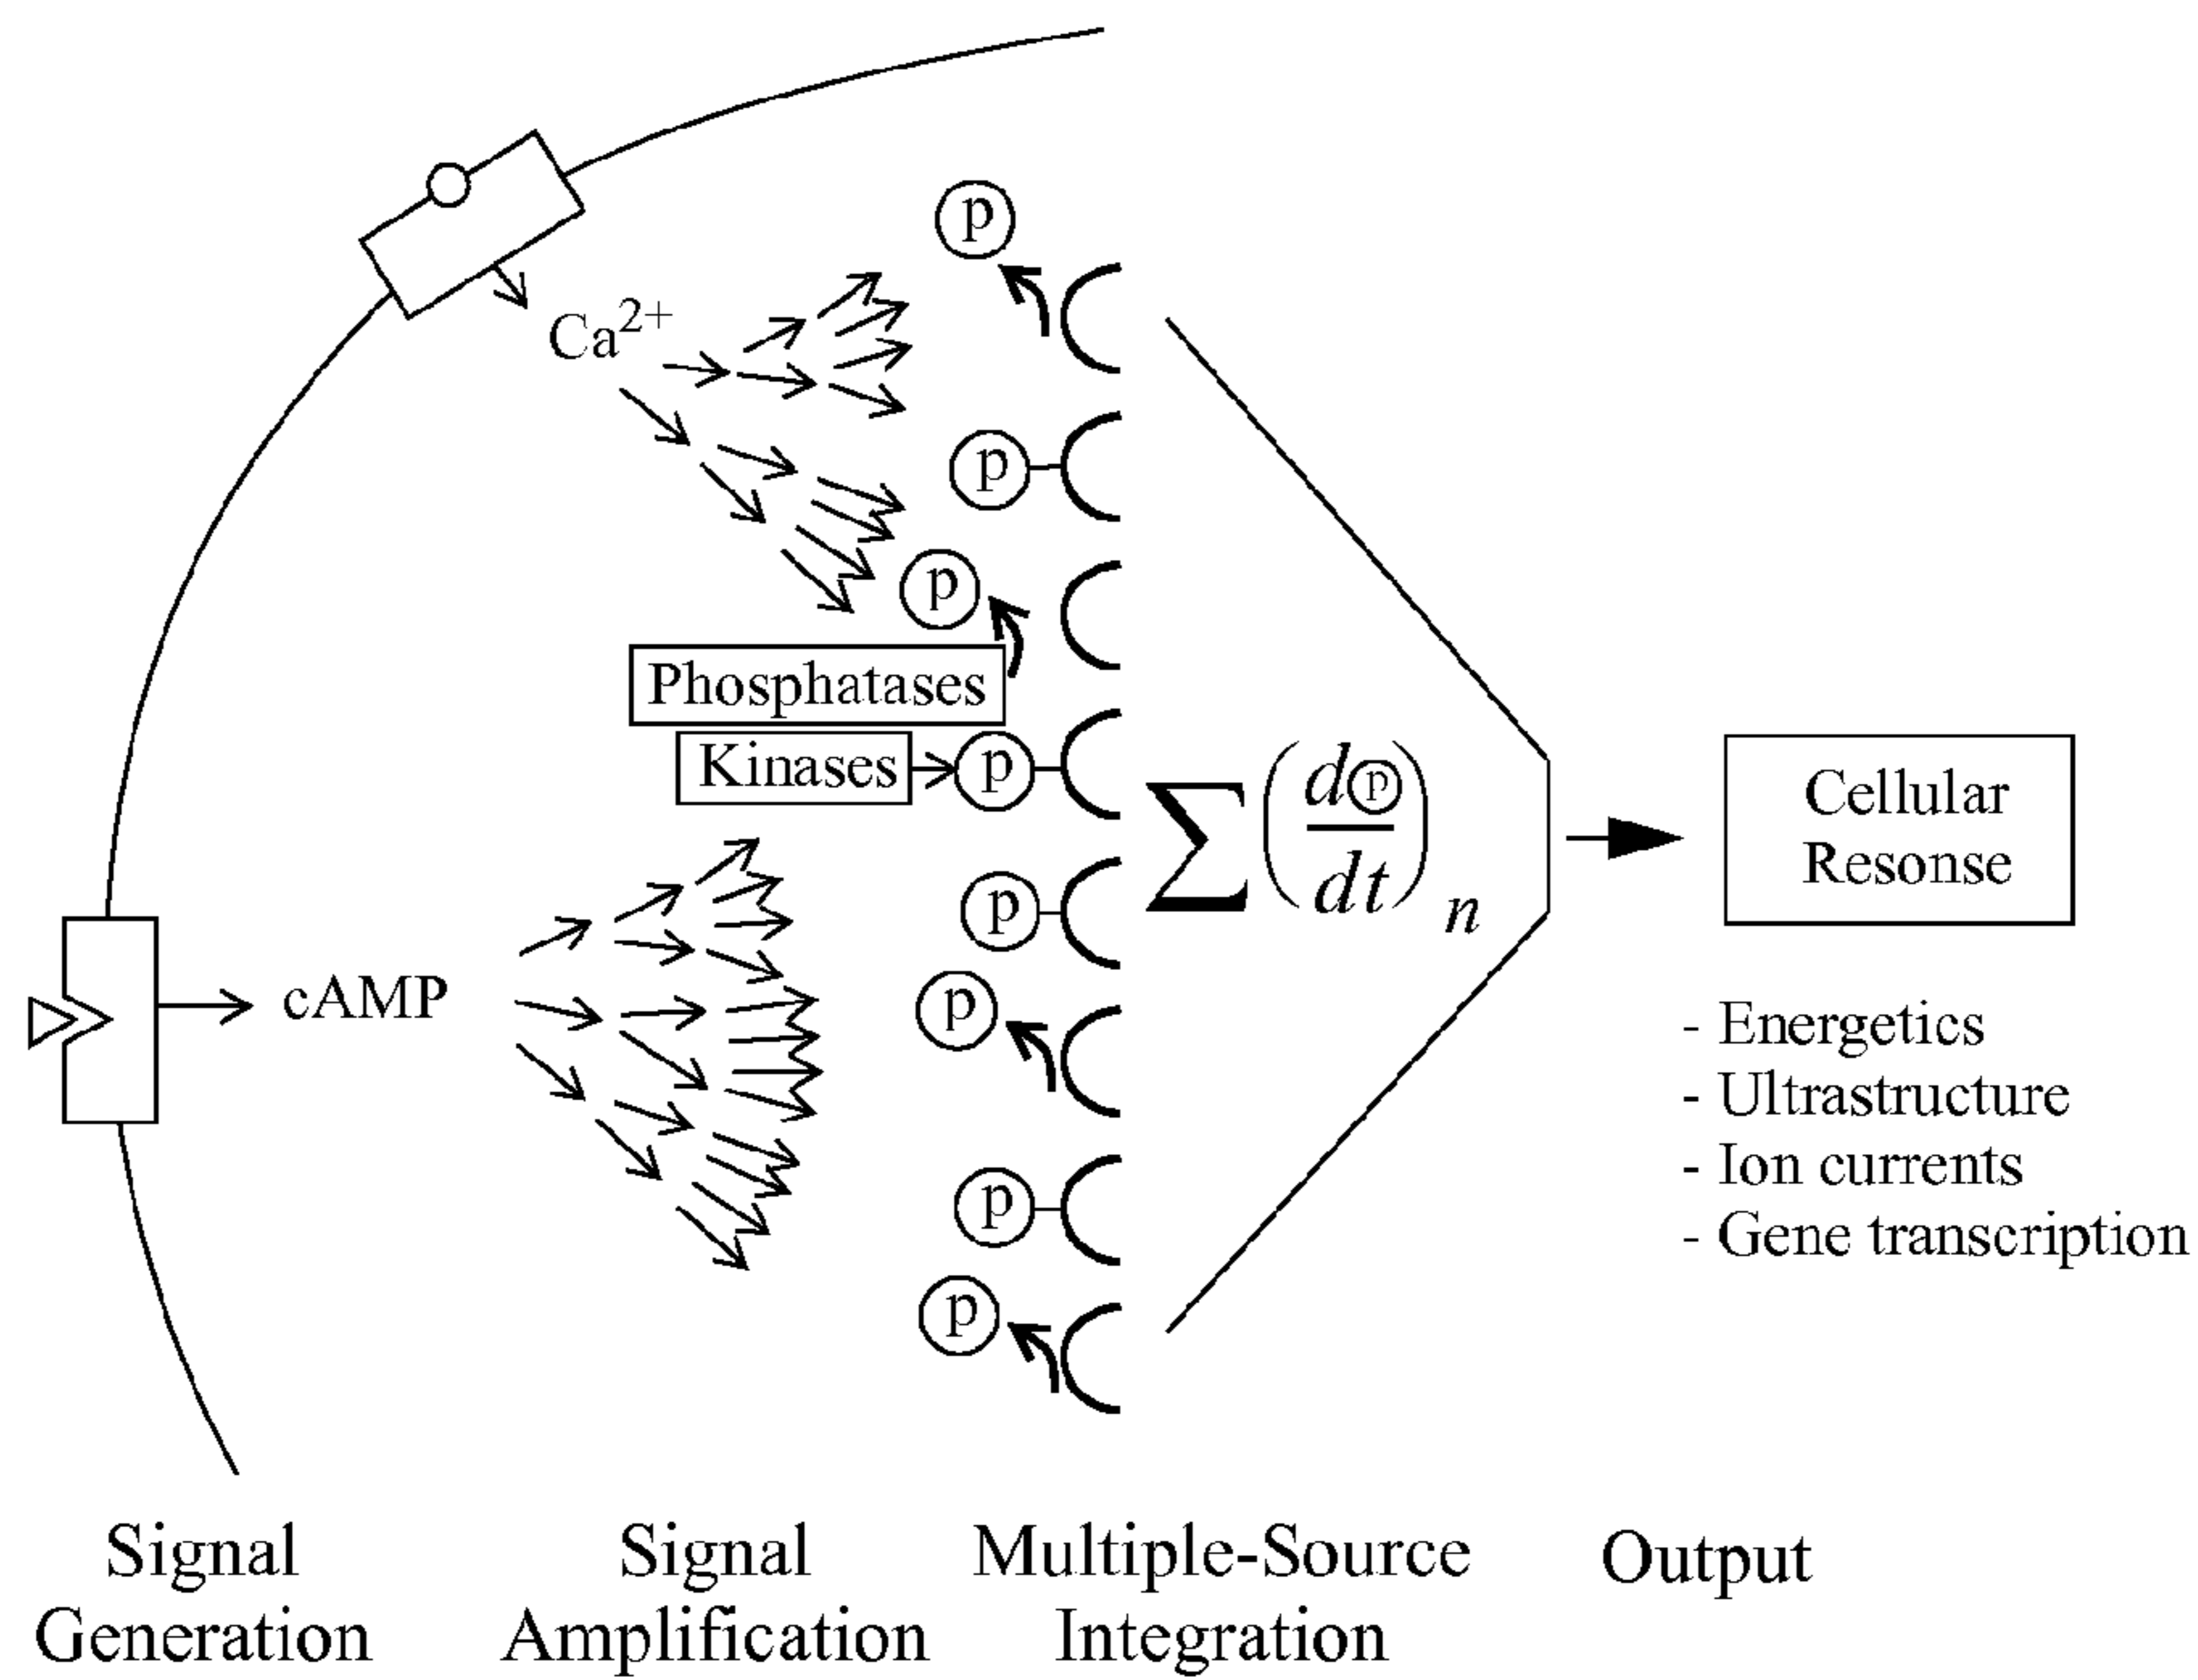 p
Ca2+
p
p
Phosphatases
Kinases
p
∑(dp/dt)n
Cellular
Resonse
p
cAMP
p
p
p
- Energetics
- Ultrastructure
- Ion currents
- Gene transcription
Signal
Generation
Signal
Amplification
Multiple-Source
Integration
Output